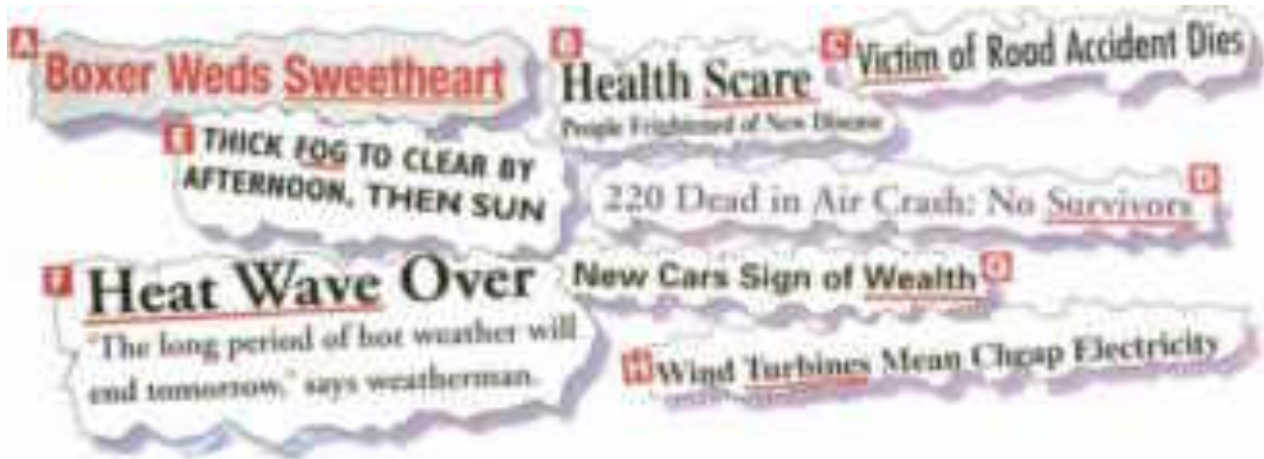 A
Boxer Weds Sweetheart
B
Health Scare
People Frightened of New Disease
C
Victim of Road Accident Dies
E
THICK FOG TO CLEAR BY
AFTERNOON, THEN SUN
220 Dead in Air Crash: No Survivors
D
F
Heat Wave Over
"The long period of hot weather will
end tomorrow," says weatherman.
New Cars Sign of Wealth
G
H
Wind Turbines Mean Cheap Electricity